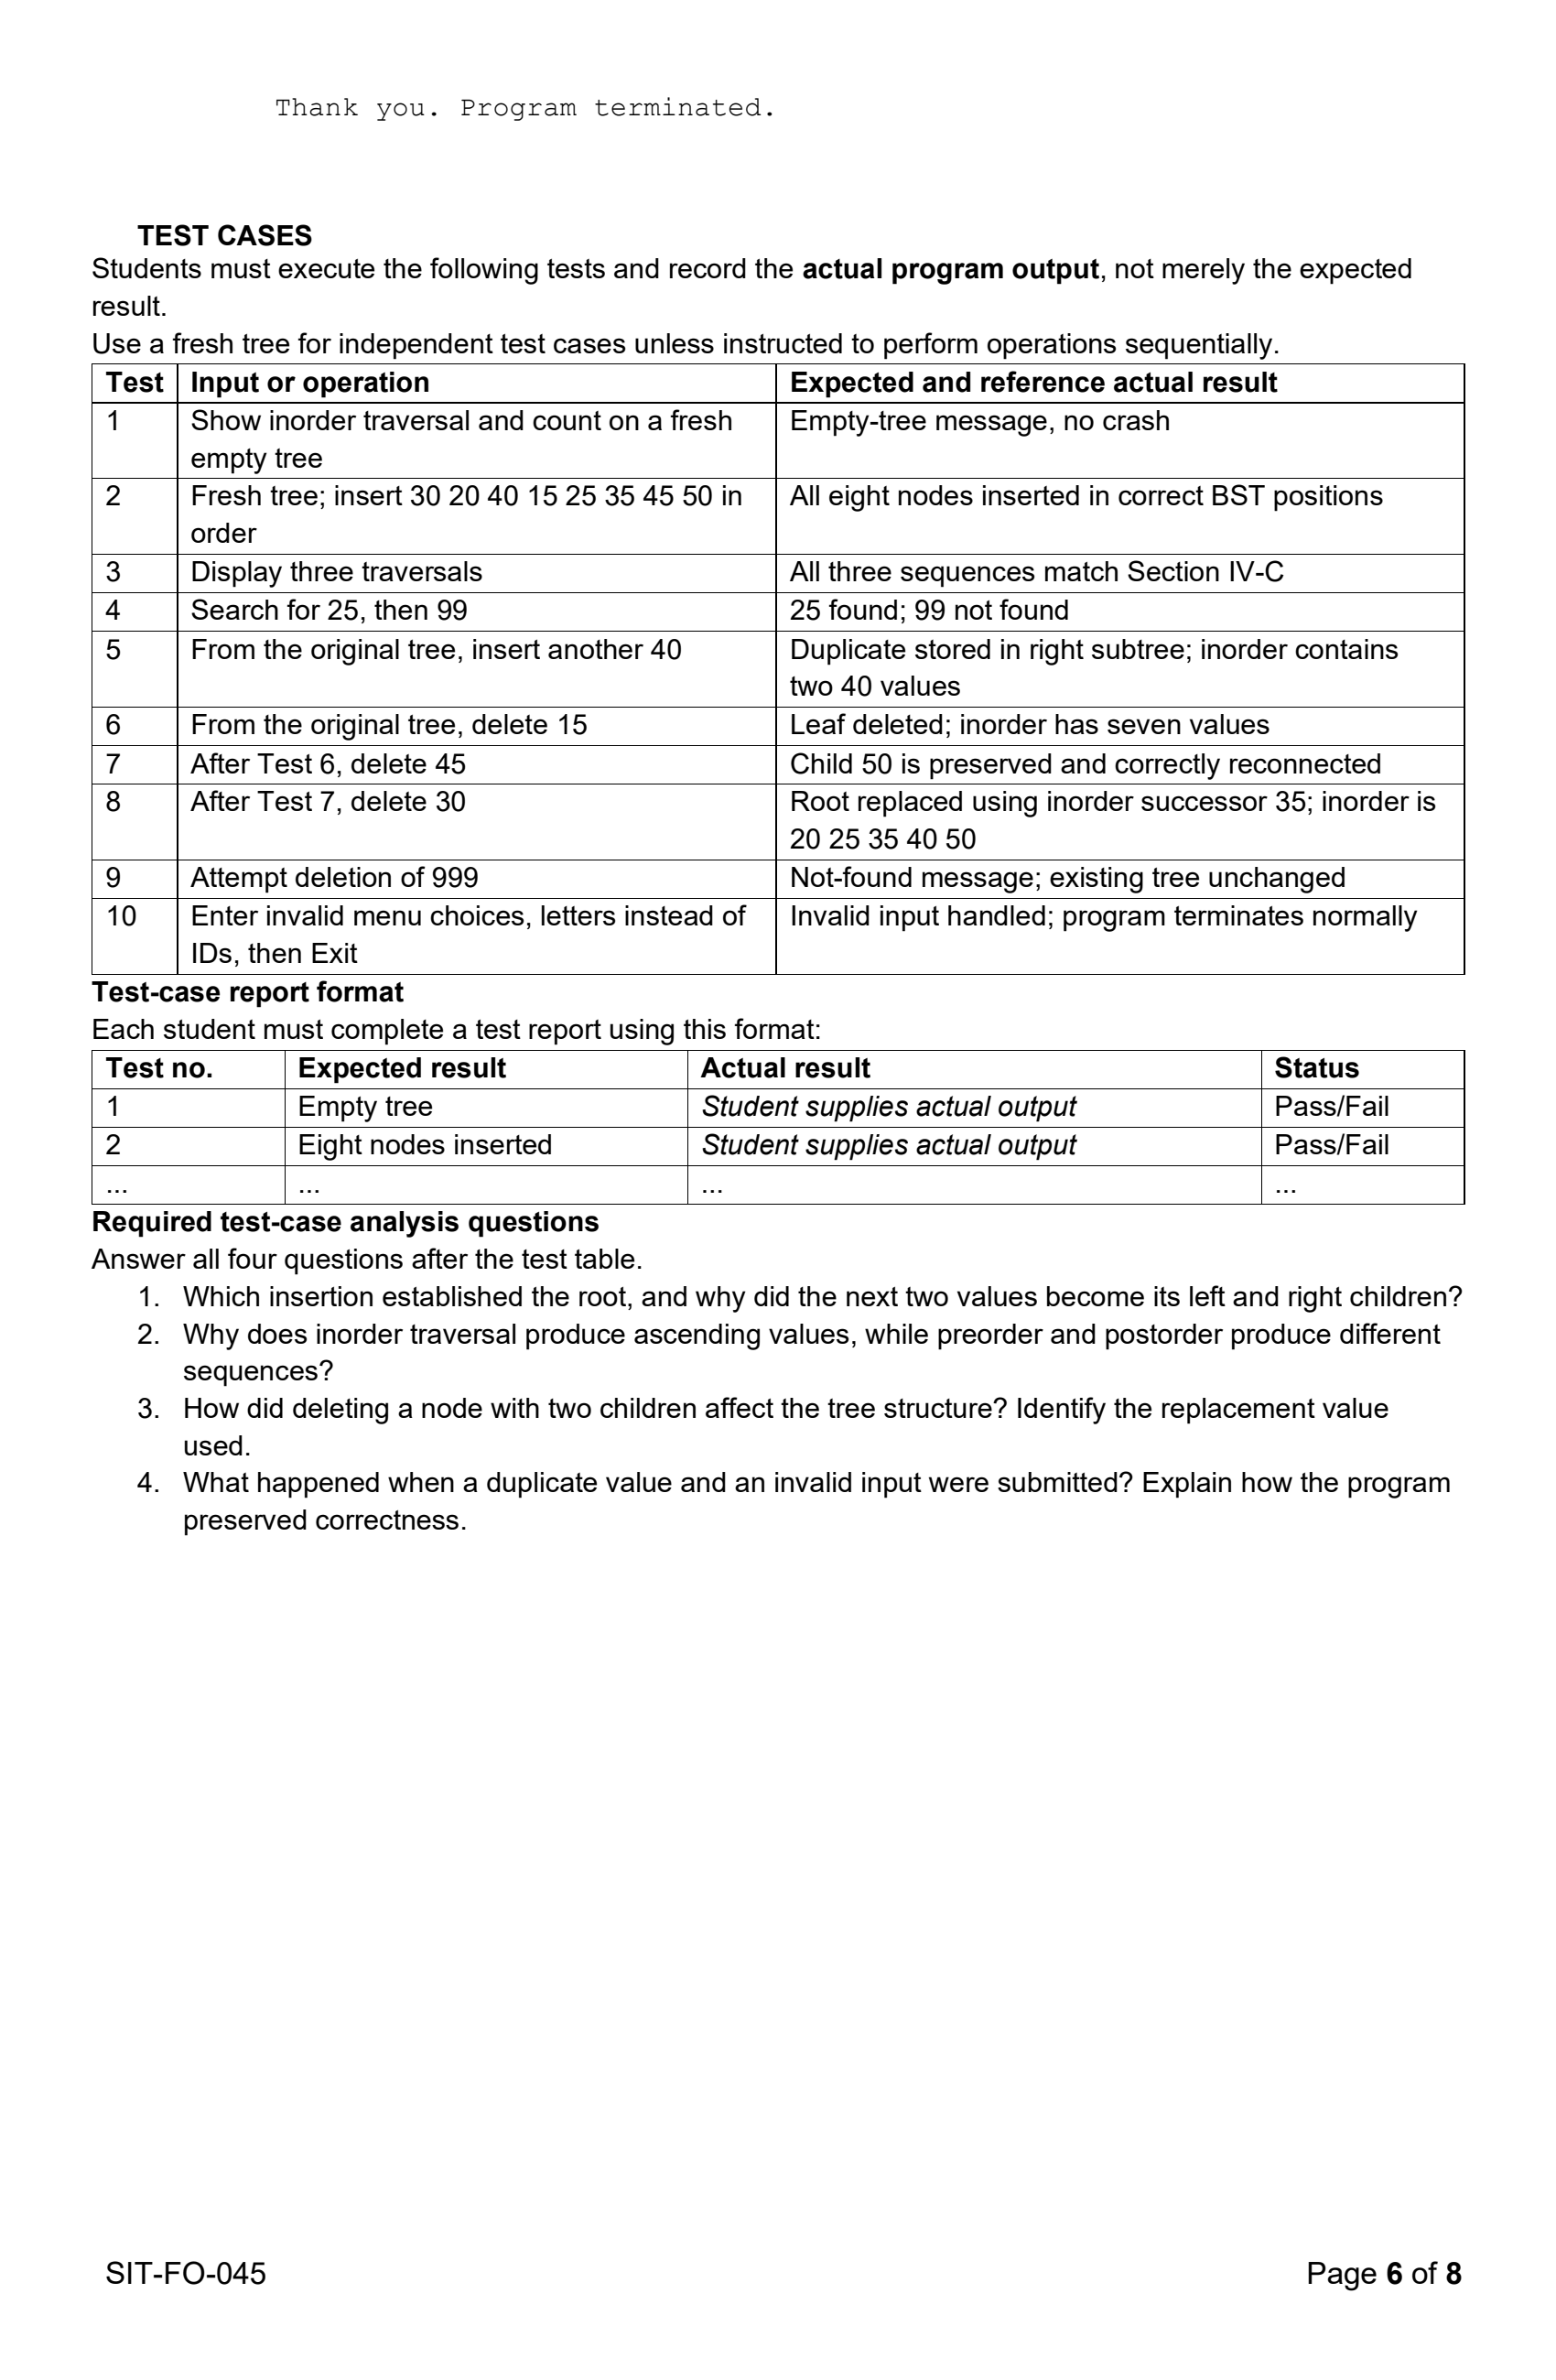 Thank you. Program terminated.
TEST CASES
Students must execute the following tests and record the actual program output, not merely the expected
result.
Use a fresh tree for independent test cases unless instructed to perform operations sequentially.
Test Input or operation Expected and reference actual result
1 Show inorder traversal and count on a fresh Empty-tree message, no crash
empty tree
2 Fresh tree; insert 30 20 40 15 25 35 45 50 in All eight nodes inserted in correct BST positions
order
3 Display three traversals All three sequences match Section IV-C
4 Search for 25, then 99 25 found; 99 not found
5 From the original tree, insert another 40 Duplicate stored in right subtree; inorder contains
two 40 values
6 From the original tree, delete 15 Leaf deleted; inorder has seven values
7 After Test 6, delete 45 Child 50 is preserved and correctly reconnected
8 After Test 7, delete 30 Root replaced using inorder successor 35; inorder is
20 25 35 40 50
9 Attempt deletion of 999 Not-found message; existing tree unchanged
10 Enter invalid menu choices, letters instead of Invalid input handled; program terminates normally
IDs, then Exit
Test-case report format
Each student must complete a test report using this format:
Test no. Expected result Actual result Status
1 Empty tree Student supplies actual output Pass/Fail
2 Eight nodes inserted Student supplies actual output Pass/Fail
... ... ... ...
Required test-case analysis questions
Answer all four questions after the test table.
1. Which insertion established the root, and why did the next two values become its left and right children?
2. Why does inorder traversal produce ascending values, while preorder and postorder produce different
sequences?
3. How did deleting a node with two children affect the tree structure? Identify the replacement value
used.
4. What happened when a duplicate value and an invalid input were submitted? Explain how the program
preserved correctness.
SIT-FO-045 Page 6 of 8